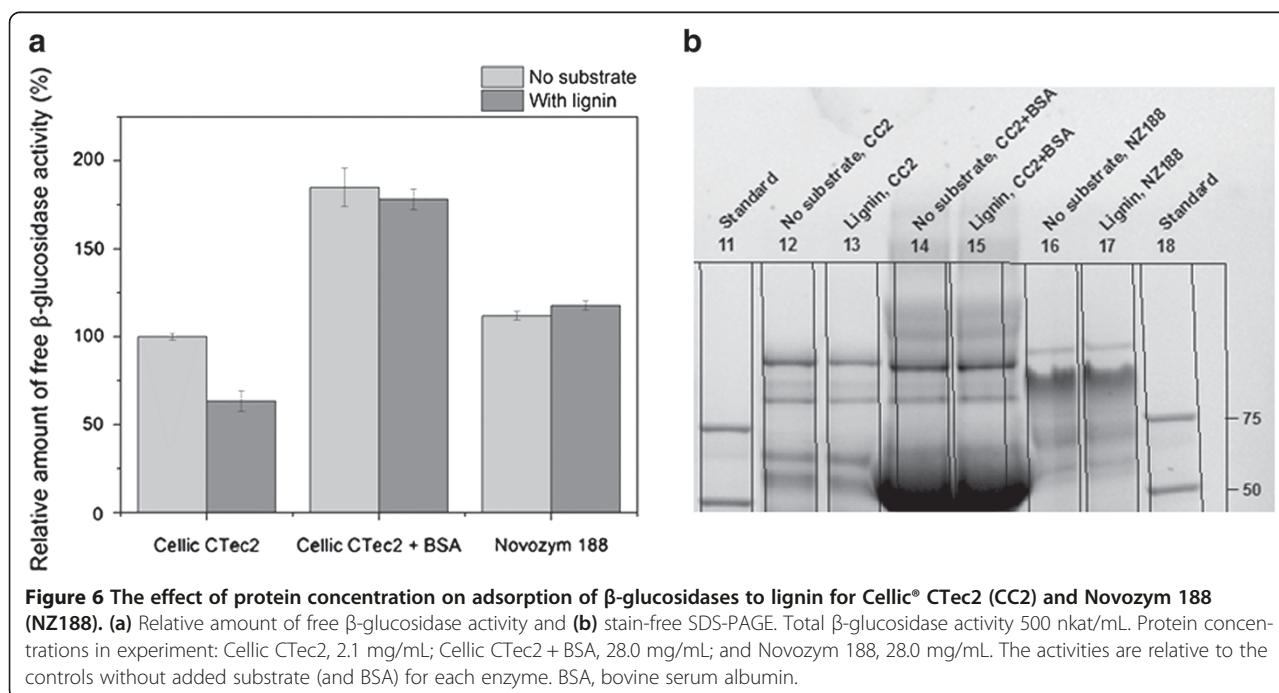 a
b
Relative amount of free β-glucosidase activity (%)
No substrate
With lignin
200
150
100
50
0
Cellic CTec2
Cellic CTec2 + BSA
Novozym 188
Standard
No substrate, CC2
Lignin, CC2
No substrate, CC2+BSA
Lignin, CC2+BSA
No substrate, NZ188
Lignin, NZ188
Standard
11 12 13 14 15 16 17 18
75
50
Figure 6 The effect of protein concentration on adsorption of β-glucosidases to lignin for Cellic® CTec2 (CC2) and Novozym 188
(NZ188). (a) Relative amount of free β-glucosidase activity and (b) stain-free SDS-PAGE. Total β-glucosidase activity 500 nkat/mL. Protein concen-
trations in experiment: Cellic CTec2, 2.1 mg/mL; Cellic CTec2 + BSA, 28.0 mg/mL; and Novozym 188, 28.0 mg/mL. The activities are relative to the
controls without added substrate (and BSA) for each enzyme. BSA, bovine serum albumin.